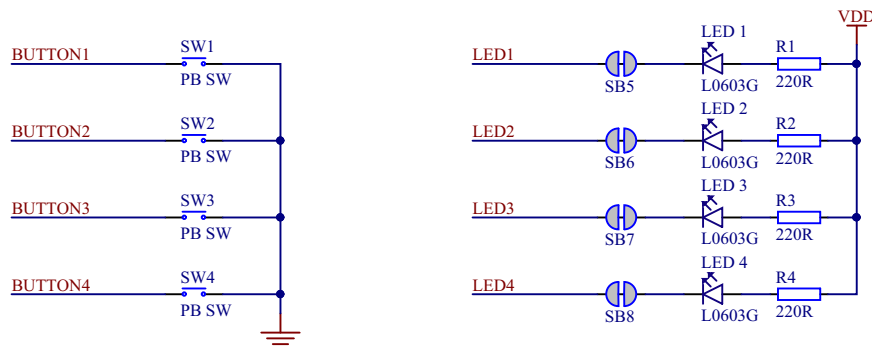 VDD
SW1
LED 1
R1
BUTTON1
LED1
PB SW
SB5
L0603G
220R
SW2
LED 2
R2
BUTTON2
LED2
PB SW
SB6
L0603G
220R
SW3
LED 3
R3
BUTTON3
LED3
PB SW
SB7
L0603G
220R
SW4
LED 4
R4
BUTTON4
LED4
PB SW
SB8
L0603G
220R